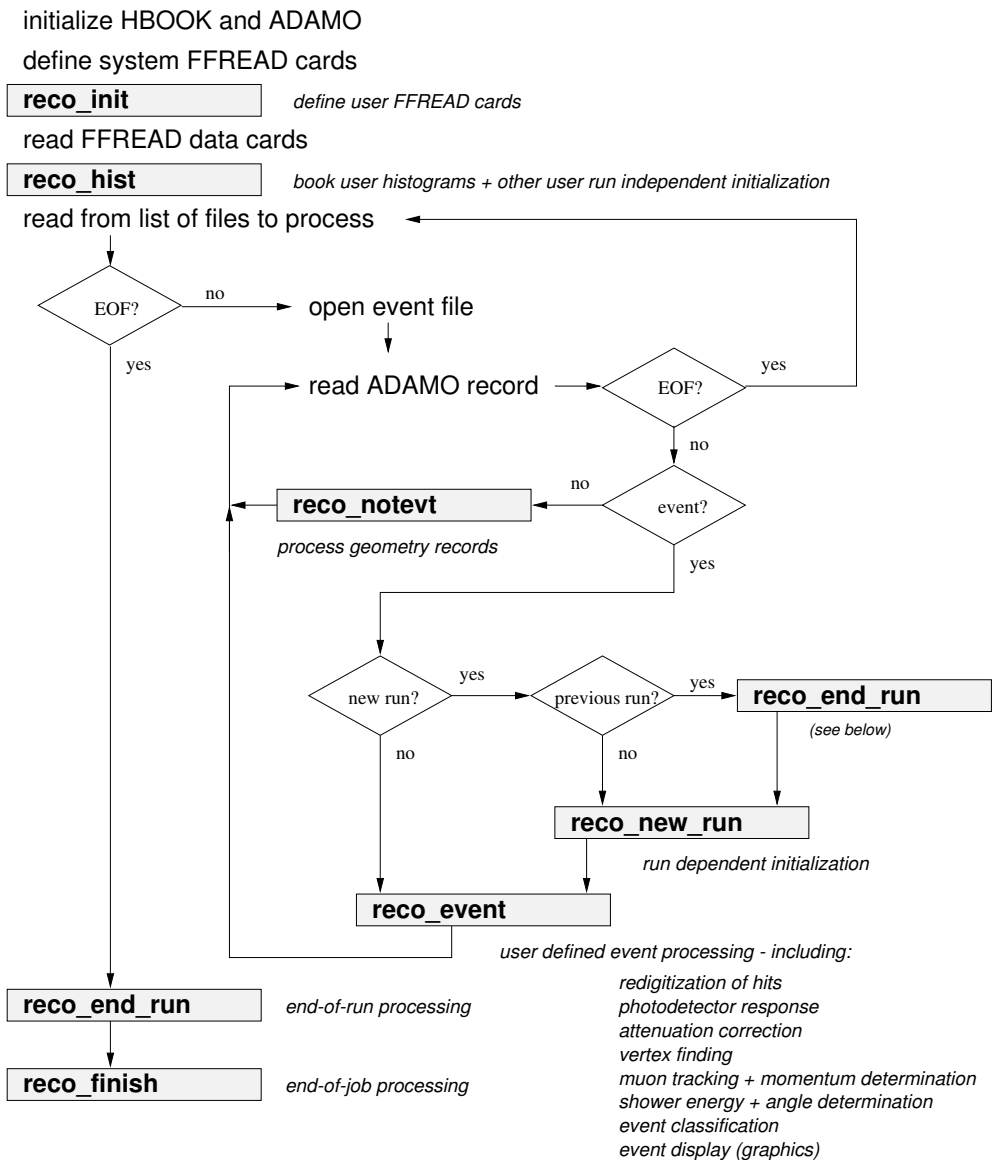 initialize HBOOK and ADAMO
define system FFREAD cards
reco_init define user FFREAD cards
read FFREAD data cards
reco_hist book user histograms + other user run independent initialization
read from list of files to process
EOF? no open event file
yes
read ADAMO record EOF? yes
no
reco_notevt no event?
process geometry records
yes
new run? yes previous run? yes reco_end_run
(see below)
no no
reco_new_run
run dependent initialization
reco_event
user defined event processing - including:
redigitization of hits
photodetector response
attenuation correction
vertex finding
muon tracking + momentum determination
shower energy + angle determination
event classification
event display (graphics)
reco_end_run end-of-run processing
reco_finish end-of-job processing